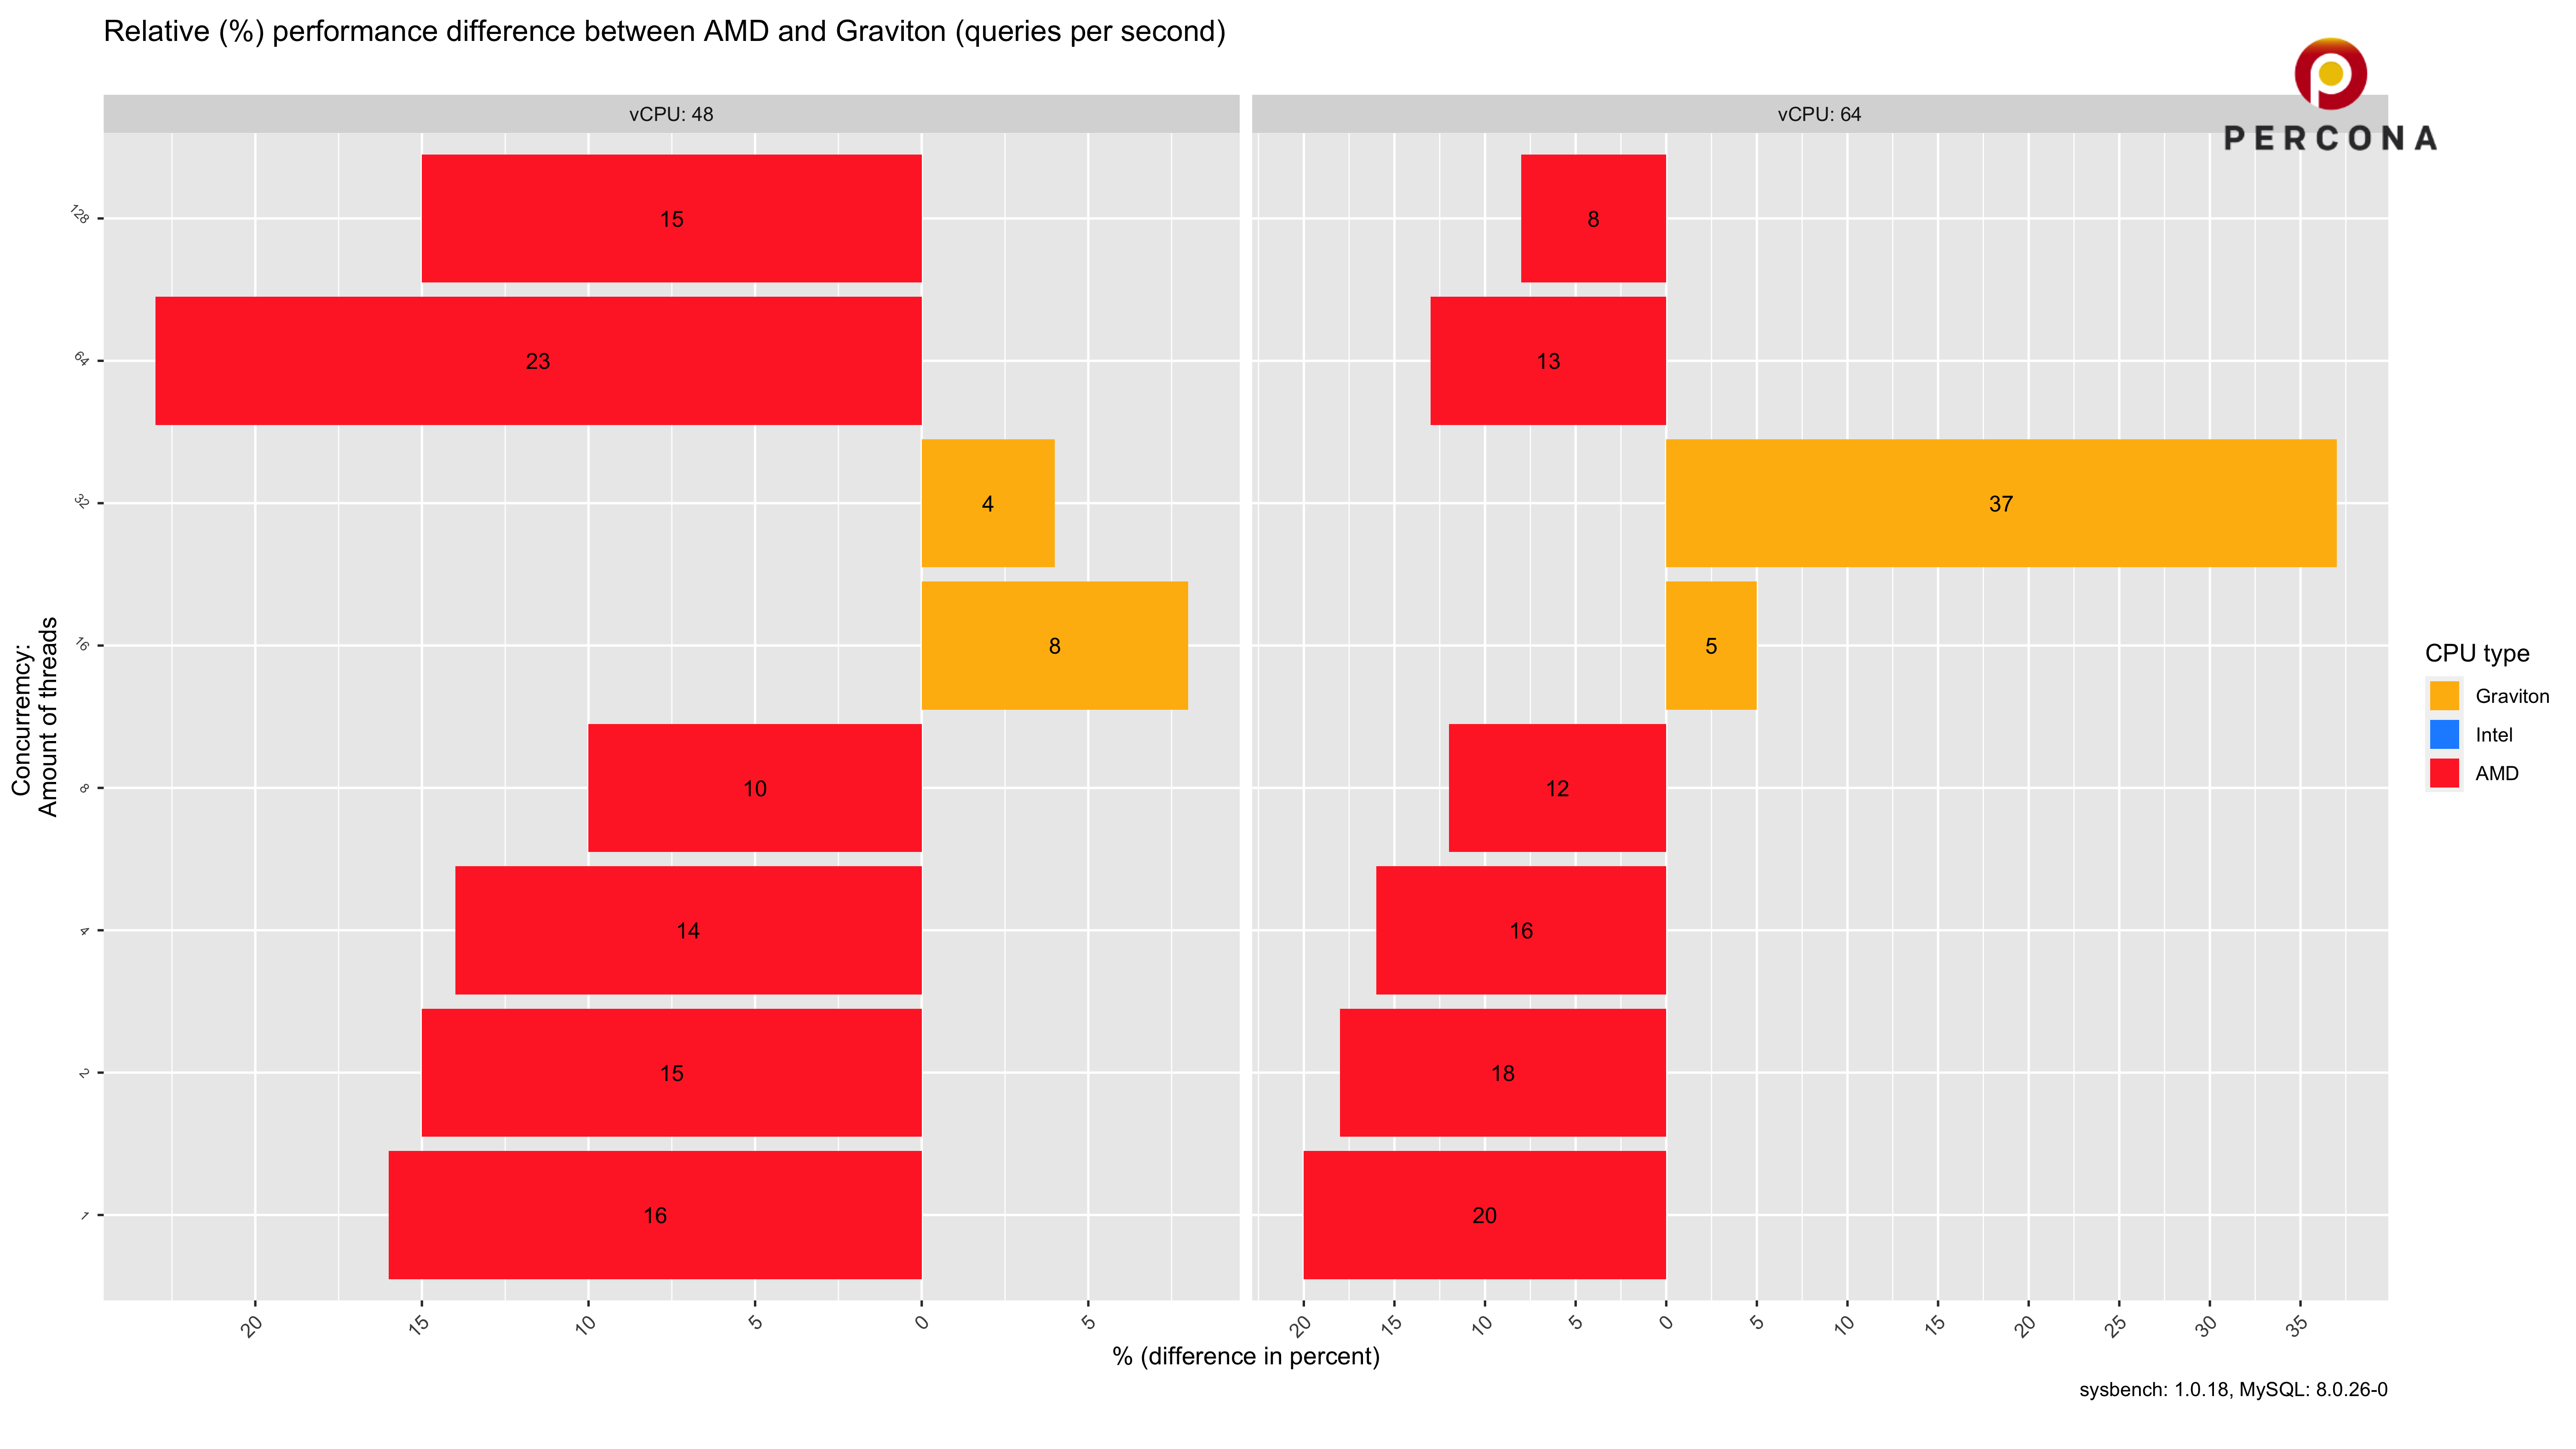 Relative (%) performance difference between AMD and Graviton (queries per second)
PERCONA
vCPU: 48
vCPU: 64
128
64
32
16
8
4
2
1
Concurremcy:
Amount of threads
15
23
4
8
10
14
15
16
8
13
37
5
12
16
18
20
20 15 10 5 0 5
20 15 10 5 0 5 10 15 20 25 30 35
% (difference in percent)
CPU type
Graviton
Intel
AMD
sysbench: 1.0.18, MySQL: 8.0.26-0